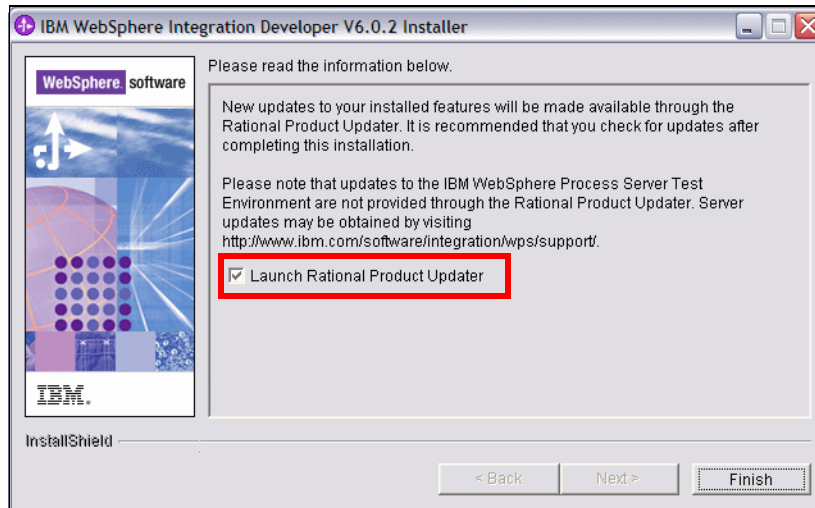 IBM WebSphere Integration Developer V6.0.2 Installer
WebSphere. software
Please read the information below.
New updates to your installed features will be made available through the
Rational Product Updater. It is recommended that you check for updates after
completing this installation.
Please note that updates to the IBM WebSphere Process Server Test
Environment are not provided through the Rational Product Updater. Server
updates may be obtained by visiting
http://www.ibm.com/software/integration/wps/support/.
Launch Rational Product Updater
IBM.
InstallShield
< Back
Next >
Finish